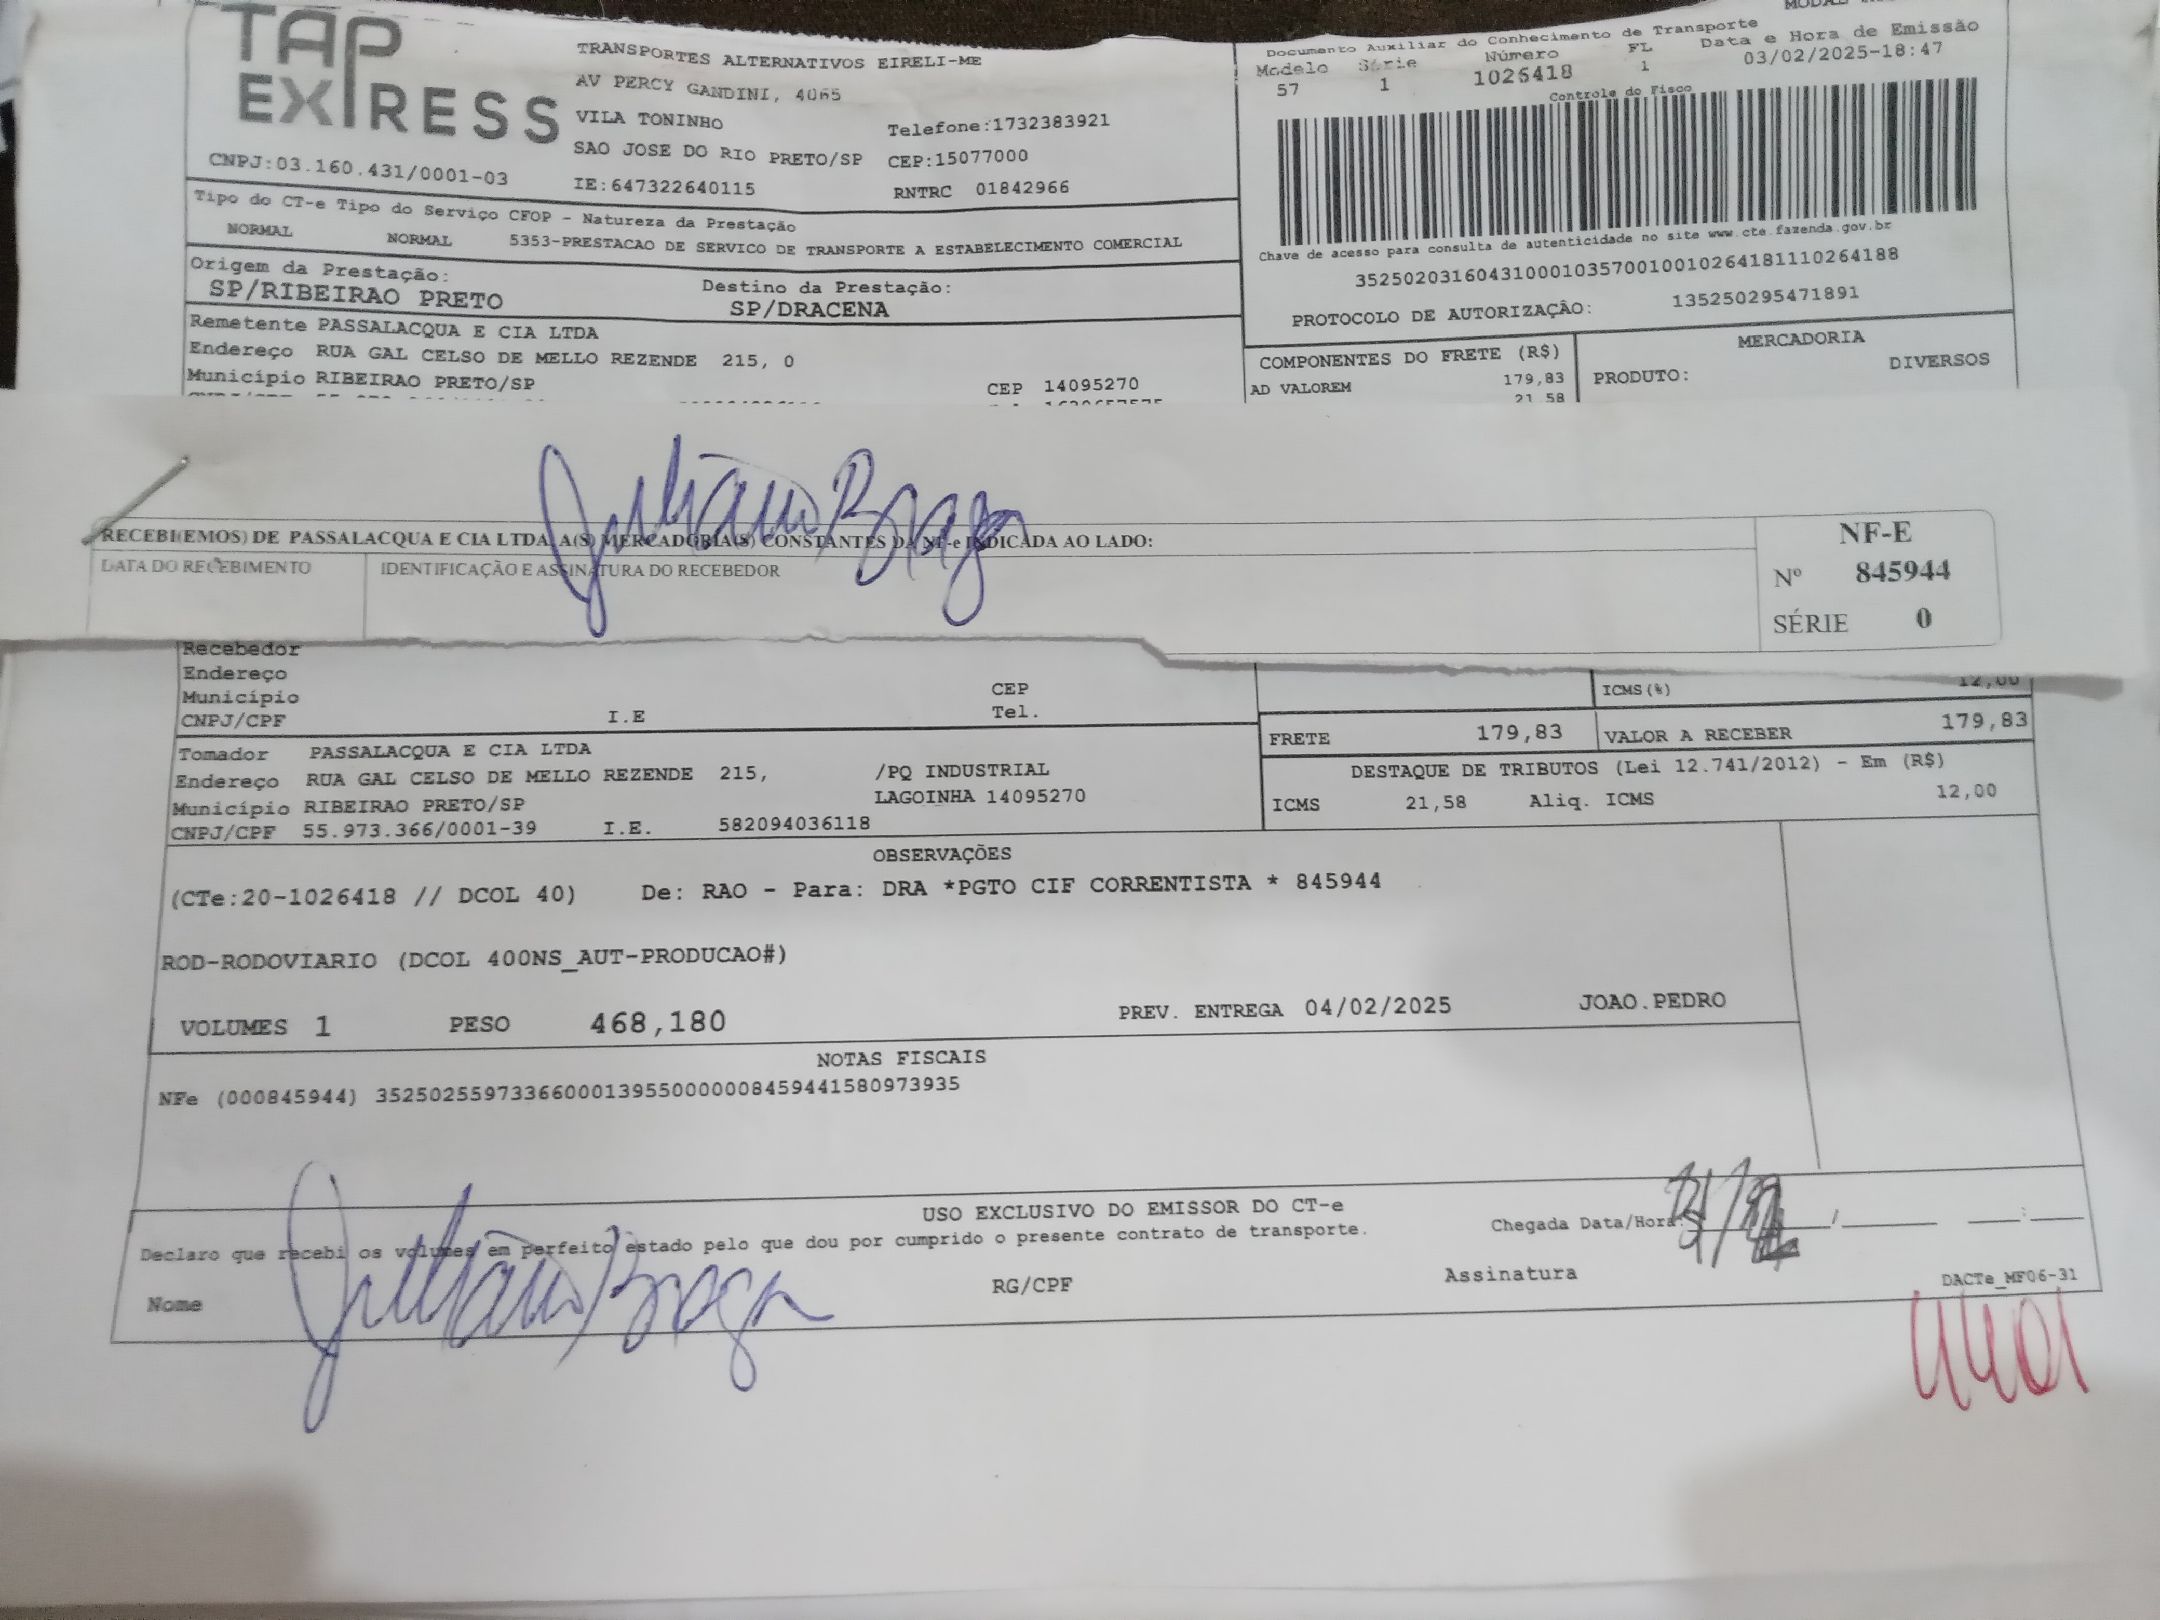 TAP
EXPRESS
TRANSPORTES ALTERNATIVOS EIRELI-ME
AV PERCY GANDINI, 4065
VILA TONINHO
Telefone:1732383921
SAO JOSE DO RIO PRETO/SP CEP:15077000
CNPJ:03.160.431/0001-03
IE:647322640115
RNTRC 01842966
Documento Auxiliar do Conhecimento de Transporte
Modelo Série Número FL Data e Hora de Emissão
57 1 1026418 1 03/02/2025-18:47
Controle do Fisco
Chave de acesso para consulta de autenticidade no site www.cte.fazenda.gov.br
35250203160431000103570010010264181110264188
PROTOCOLO DE AUTORIZAÇÃO: 135250295471891
Tipo do CT-e Tipo do Serviço CFOP - Natureza da Prestação
NORMAL NORMAL 5353-PRESTACAO DE SERVICO DE TRANSPORTE A ESTABELECIMENTO COMERCIAL
Origem da Prestação: Destino da Prestação:
SP/RIBEIRAO PRETO SP/DRACENA
Remetente PASSALACQUA E CIA LTDA
Endereço RUA GAL CELSO DE MELLO REZENDE 215, 0
Município RIBEIRAO PRETO/SP CEP 14095270
COMPONENTES DO FRETE (R$)
AD VALOREM 179,83
21,58
MERCADORIA
PRODUTO: DIVERSOS
Juliano Braga
RECEBI(EMOS) DE PASSALACQUA E CIA LTDA. A(S) MERCADORIA(S) CONSTANTES DA NF-e INDICADA AO LADO:
DATA DO RECEBIMENTO IDENTIFICAÇÃO E ASSINATURA DO RECEBEDOR
NF-E
Nº 845944
SÉRIE 0
Recebedor
Endereço
Município CEP
CNPJ/CPF I.E Tel.
ICMS(%) 12,00
FRETE 179,83 VALOR A RECEBER 179,83
Tomador PASSALACQUA E CIA LTDA
Endereço RUA GAL CELSO DE MELLO REZENDE 215, /PQ INDUSTRIAL
Município RIBEIRAO PRETO/SP LAGOINHA 14095270
CNPJ/CPF 55.973.366/0001-39 I.E. 582094036118
DESTAQUE DE TRIBUTOS (Lei 12.741/2012) - Em (R$)
ICMS 21,58 Aliq. ICMS 12,00
OBSERVAÇÕES
(CTe:20-1026418 // DCOL 40) De: RAO - Para: DRA *PGTO CIF CORRENTISTA * 845944
ROD-RODOVIARIO (DCOL 400NS_AUT-PRODUCAO#)
VOLUMES 1 PESO 468,180 PREV. ENTREGA 04/02/2025 JOAO.PEDRO
NOTAS FISCAIS
NFe (000845944) 35250255973366000139550000008459441580973935
USO EXCLUSIVO DO EMISSOR DO CT-e
Declaro que recebi os volumes em perfeito estado pelo que dou por cumprido o presente contrato de transporte.
Chegada Data/Hora:
Nome Juliano Braga RG/CPF Assinatura
DACTe_MF06-31